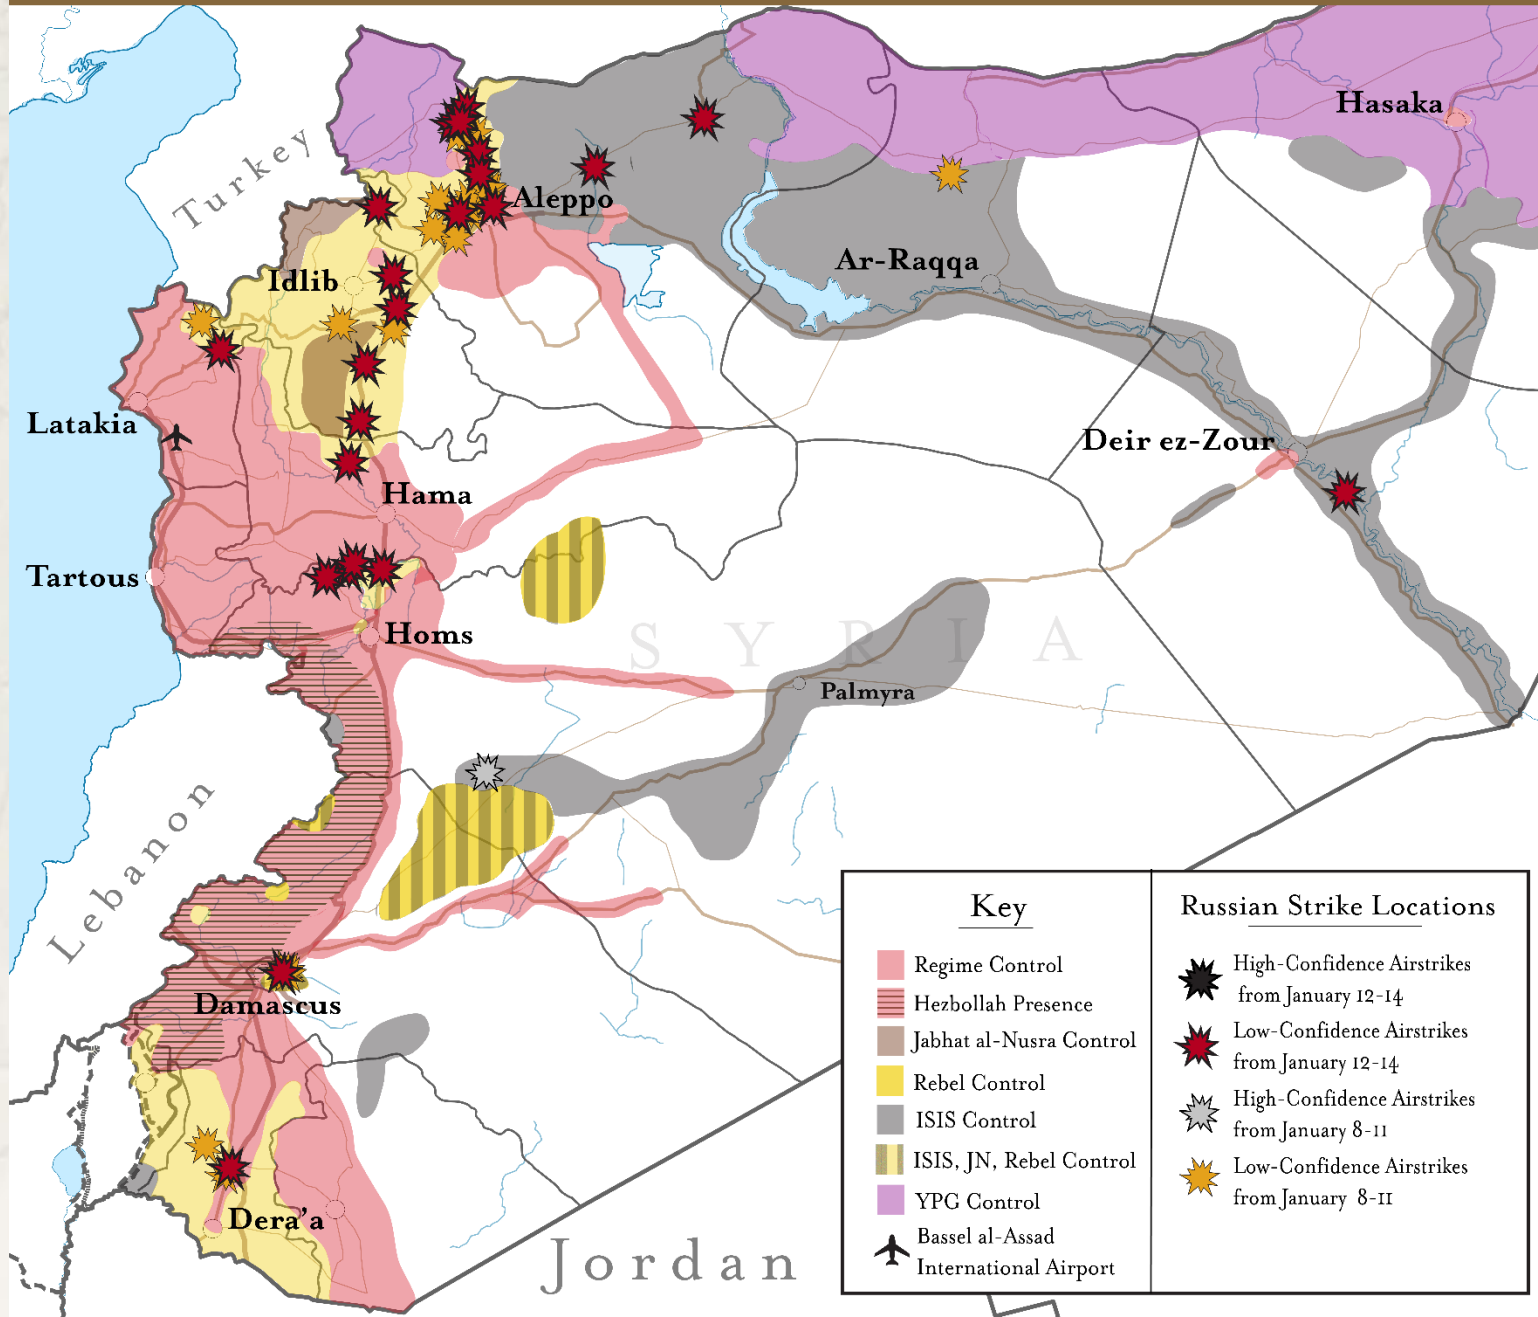 Hasaka
Turkey
Aleppo
Ar-Raqqa
Idlib
Latakia
Deir ez-Zour
Hama
Tartous
Homs
SYRIA
Palmyra
Lebanon
Damascus
Dera'a
Jordan
Key
Regime Control
Hezbollah Presence
Jabhat al-Nusra Control
Rebel Control
ISIS Control
ISIS, JN, Rebel Control
YPG Control
Bassel al-Assad
International Airport
Russian Strike Locations
High-Confidence Airstrikes
from January 12-14
Low-Confidence Airstrikes
from January 12-14
High-Confidence Airstrikes
from January 8-11
Low-Confidence Airstrikes
from January 8-11